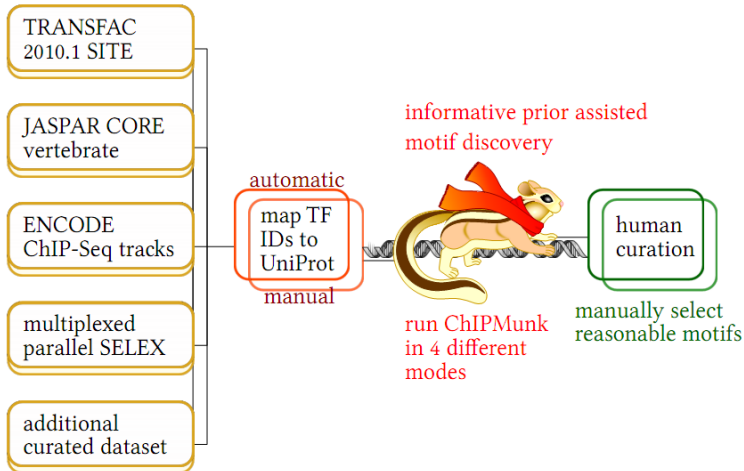 TRANSFAC
2010.1 SITE
JASPAR CORE
vertebrate
ENCODE
ChIP-Seq tracks
multiplexed
parallel SELEX
additional
curated dataset
automatic
map TF
IDs to
UniProt
manual
informative prior assisted
motif discovery
run ChIPMunk
in 4 different
modes
human
curation
manually select
reasonable motifs